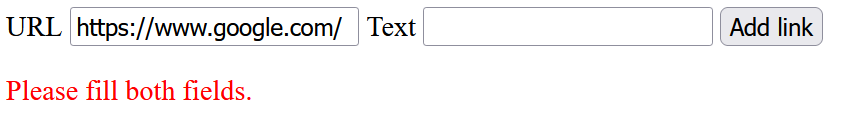 URL https://www.google.com/ Text Add link
Please fill both fields.